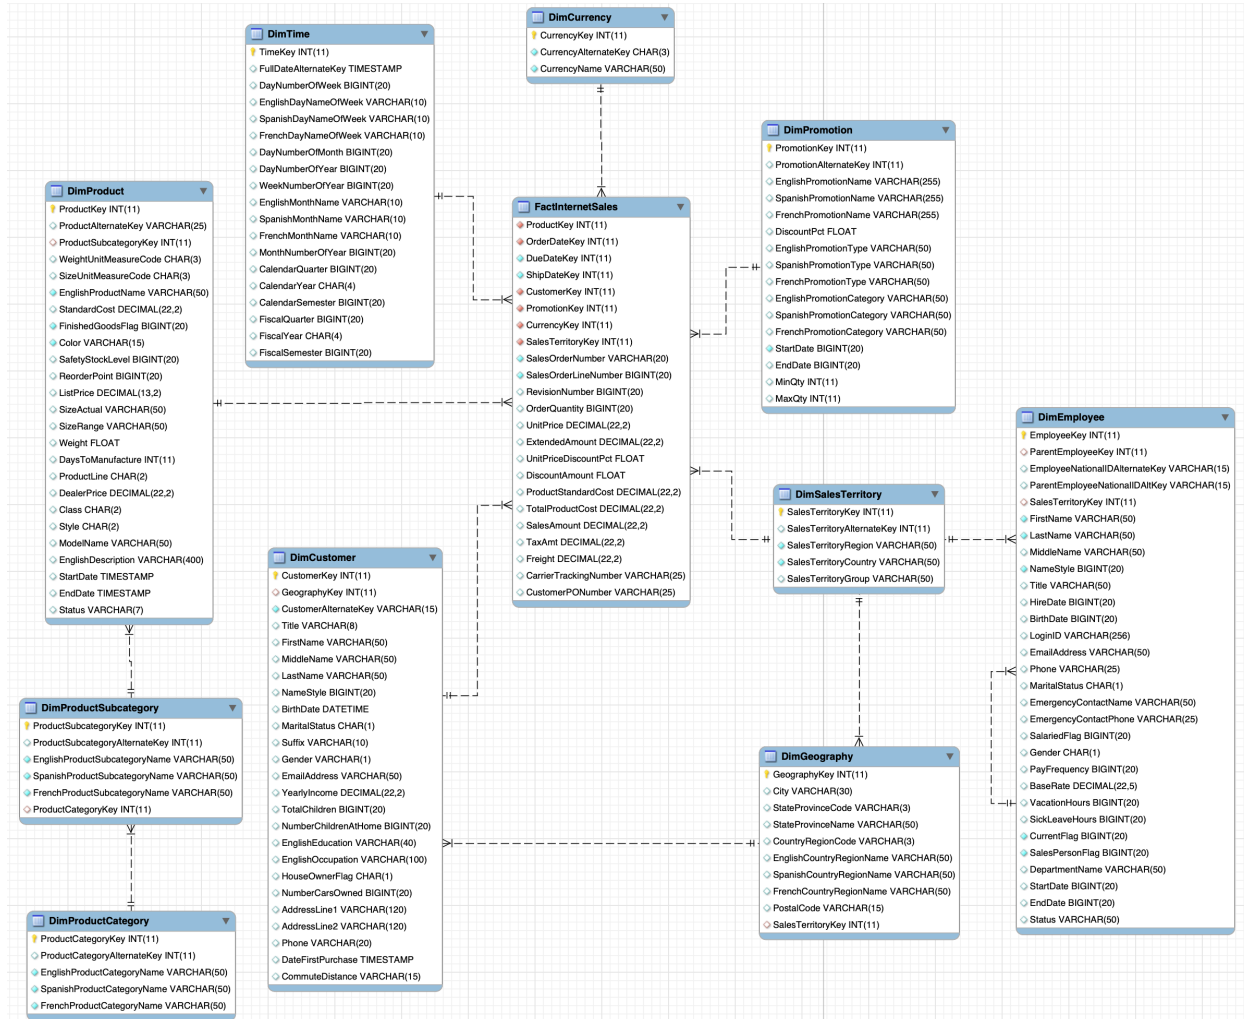 DimTime
TimeKey INT(11)
FullDateAlternateKey TIMESTAMP
DayNumberOfWeek BIGINT(20)
EnglishDayNameOfWeek VARCHAR(10)
SpanishDayNameOfWeek VARCHAR(10)
FrenchDayNameOfWeek VARCHAR(10)
DayNumberOfMonth BIGINT(20)
DayNumberOfYear BIGINT(20)
WeekNumberOfYear BIGINT(20)
EnglishMonthName VARCHAR(10)
SpanishMonthName VARCHAR(10)
FrenchMonthName VARCHAR(10)
MonthNumberOfYear BIGINT(20)
CalendarQuarter BIGINT(20)
CalendarYear CHAR(4)
CalendarSemester BIGINT(20)
FiscalQuarter BIGINT(20)
FiscalYear CHAR(4)
FiscalSemester BIGINT(20)
DimCurrency
CurrencyKey INT(11)
CurrencyAlternateKey CHAR(3)
CurrencyName VARCHAR(50)
DimPromotion
PromotionKey INT(11)
PromotionAlternateKey INT(11)
EnglishPromotionName VARCHAR(255)
SpanishPromotionName VARCHAR(255)
FrenchPromotionName VARCHAR(255)
DiscountPct FLOAT
EnglishPromotionType VARCHAR(50)
SpanishPromotionType VARCHAR(50)
FrenchPromotionType VARCHAR(50)
EnglishPromotionCategory VARCHAR(50)
SpanishPromotionCategory VARCHAR(50)
FrenchPromotionCategory VARCHAR(50)
StartDate BIGINT(20)
EndDate BIGINT(20)
MinQty INT(11)
MaxQty INT(11)
DimProduct
ProductKey INT(11)
ProductAlternateKey VARCHAR(25)
ProductSubcategoryKey INT(11)
WeightUnitMeasureCode CHAR(3)
SizeUnitMeasureCode CHAR(3)
EnglishProductName VARCHAR(50)
StandardCost DECIMAL(22,2)
FinishedGoodsFlag BIGINT(20)
Color VARCHAR(15)
SafetyStockLevel BIGINT(20)
ReorderPoint BIGINT(20)
ListPrice DECIMAL(13,2)
SizeActual VARCHAR(50)
SizeRange VARCHAR(50)
Weight FLOAT
DaysToManufacture INT(11)
ProductLine CHAR(2)
DealerPrice DECIMAL(22,2)
Class CHAR(2)
Style CHAR(2)
ModelName VARCHAR(50)
EnglishDescription VARCHAR(400)
StartDate TIMESTAMP
EndDate TIMESTAMP
Status VARCHAR(7)
FactInternetSales
ProductKey INT(11)
OrderDateKey INT(11)
DueDateKey INT(11)
ShipDateKey INT(11)
CustomerKey INT(11)
PromotionKey INT(11)
CurrencyKey INT(11)
SalesTerritoryKey INT(11)
SalesOrderNumber VARCHAR(20)
SalesOrderLineNumber BIGINT(20)
RevisionNumber BIGINT(20)
OrderQuantity BIGINT(20)
UnitPrice DECIMAL(22,2)
ExtendedAmount DECIMAL(22,2)
UnitPriceDiscountPct FLOAT
DiscountAmount FLOAT
ProductStandardCost DECIMAL(22,2)
TotalProductCost DECIMAL(22,2)
SalesAmount DECIMAL(22,2)
TaxAmt DECIMAL(22,2)
Freight DECIMAL(22,2)
CarrierTrackingNumber VARCHAR(25)
CustomerPONumber VARCHAR(25)
DimEmployee
EmployeeKey INT(11)
ParentEmployeeKey INT(11)
EmployeeNationalIDAlternateKey VARCHAR(15)
ParentEmployeeNationalIDAltKey VARCHAR(15)
SalesTerritoryKey INT(11)
FirstName VARCHAR(50)
LastName VARCHAR(50)
MiddleName VARCHAR(50)
NameStyle BIGINT(20)
Title VARCHAR(50)
HireDate BIGINT(20)
BirthDate BIGINT(20)
LoginID VARCHAR(256)
EmailAddress VARCHAR(50)
Phone VARCHAR(25)
MaritalStatus CHAR(1)
EmergencyContactName VARCHAR(50)
EmergencyContactPhone VARCHAR(25)
SalariedFlag BIGINT(20)
Gender CHAR(1)
PayFrequency BIGINT(20)
BaseRate DECIMAL(22,5)
VacationHours BIGINT(20)
SickLeaveHours BIGINT(20)
CurrentFlag BIGINT(20)
SalesPersonFlag BIGINT(20)
DepartmentName VARCHAR(50)
StartDate BIGINT(20)
EndDate BIGINT(20)
Status VARCHAR(50)
DimSalesTerritory
SalesTerritoryKey INT(11)
SalesTerritoryAlternateKey INT(11)
SalesTerritoryRegion VARCHAR(50)
SalesTerritoryCountry VARCHAR(50)
SalesTerritoryGroup VARCHAR(50)
DimCustomer
CustomerKey INT(11)
GeographyKey INT(11)
CustomerAlternateKey VARCHAR(15)
Title VARCHAR(8)
FirstName VARCHAR(50)
MiddleName VARCHAR(50)
LastName VARCHAR(50)
NameStyle BIGINT(20)
BirthDate DATETIME
MaritalStatus CHAR(1)
Suffix VARCHAR(10)
Gender VARCHAR(1)
EmailAddress VARCHAR(50)
YearlyIncome DECIMAL(22,2)
TotalChildren BIGINT(20)
NumberChildrenAtHome BIGINT(20)
EnglishEducation VARCHAR(40)
EnglishOccupation VARCHAR(100)
HouseOwnerFlag CHAR(1)
NumberCarsOwned BIGINT(20)
AddressLine1 VARCHAR(120)
AddressLine2 VARCHAR(120)
Phone VARCHAR(20)
DateFirstPurchase TIMESTAMP
CommuteDistance VARCHAR(15)
DimProductSubcategory
ProductSubcategoryKey INT(11)
ProductSubcategoryAlternateKey INT(11)
EnglishProductSubcategoryName VARCHAR(50)
SpanishProductSubcategoryName VARCHAR(50)
FrenchProductSubcategoryName VARCHAR(50)
ProductCategoryKey INT(11)
DimGeography
GeographyKey INT(11)
City VARCHAR(30)
StateProvinceCode VARCHAR(3)
StateProvinceName VARCHAR(50)
CountryRegionCode VARCHAR(3)
EnglishCountryRegionName VARCHAR(50)
SpanishCountryRegionName VARCHAR(50)
FrenchCountryRegionName VARCHAR(50)
PostalCode VARCHAR(15)
SalesTerritoryKey INT(11)
DimProductCategory
ProductCategoryKey INT(11)
ProductCategoryAlternateKey INT(11)
EnglishProductCategoryName VARCHAR(50)
SpanishProductCategoryName VARCHAR(50)
FrenchProductCategoryName VARCHAR(50)